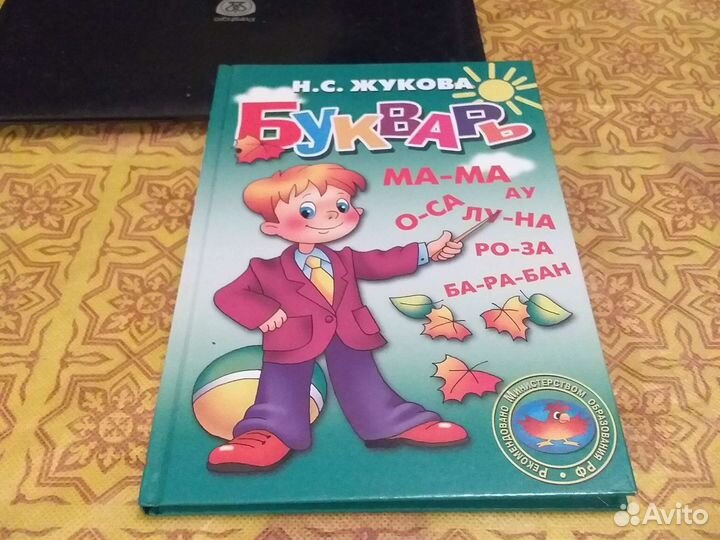 Н.С. ЖУКОВА
БУКВАРЬ
МА-МА
АУ
О-СА
ЛУ-НА
РО-ЗА
БА-РА-БАН
РЕКОМЕНДОВАНО МИНИСТЕРСТВОМ ОБРАЗОВАНИЯ РФ
Avito